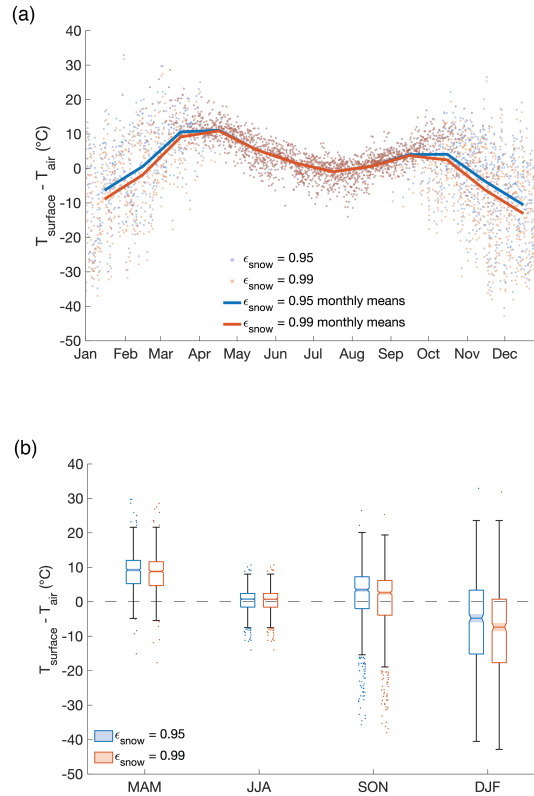 (a)
40
30
20
10
0
-10
-20
-30
-40
-50
T_surface - T_air (°C)
ϵ_snow = 0.95
ϵ_snow = 0.99
ϵ_snow = 0.95 monthly means
ϵ_snow = 0.99 monthly means
Jan Feb Mar Apr May Jun Jul Aug Sep Oct Nov Dec
(b)
40
30
20
10
0
-10
-20
-30
-40
-50
T_surface - T_air (°C)
ϵ_snow = 0.95
ϵ_snow = 0.99
MAM JJA SON DJF